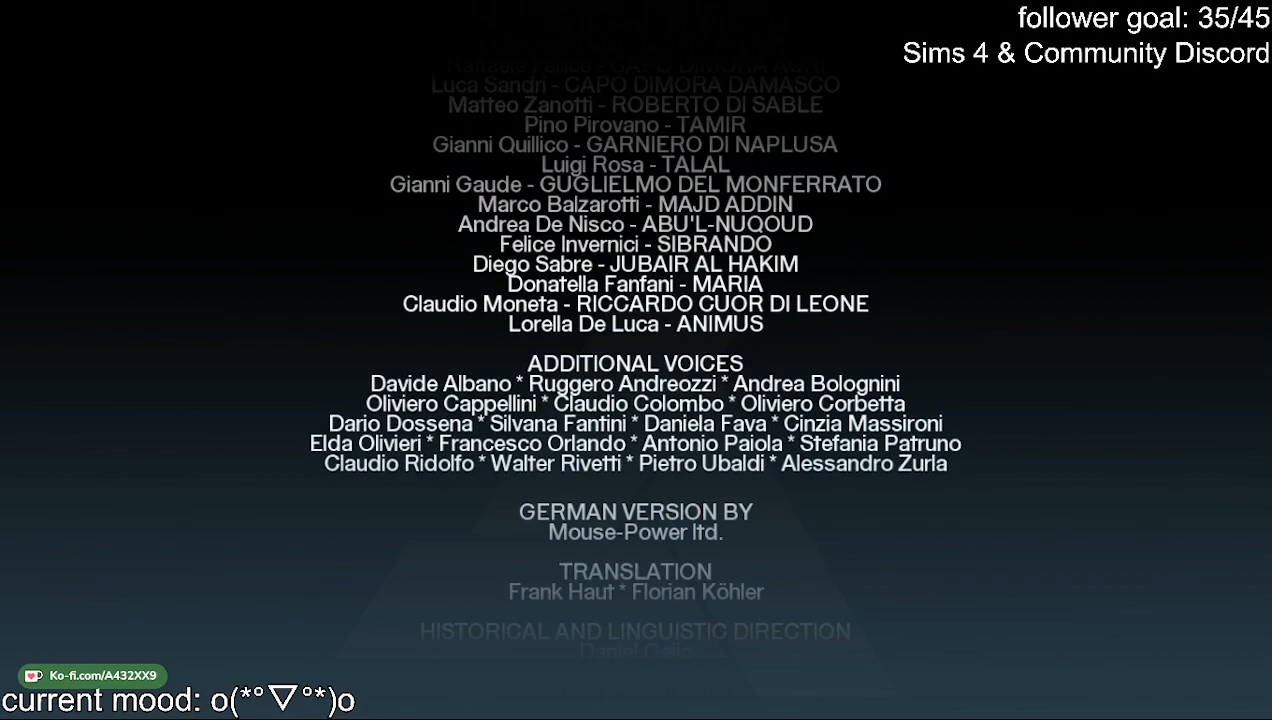 follower goal: 35/45
Sims 4 & Community Discord
Luca Sandri - CAPO DIMORA DAMASCO
Matteo Zanotti - ROBERTO DI SABLE
Pino Pirovano - TAMIR
Gianni Quillico - GARNIERO DI NAPLUSA
Luigi Rosa - TALAL
Gianni Gaude - GUGLIELMO DEL MONFERRATO
Marco Balzarotti - MAJD ADDIN
Andrea De Nisco - ABU'L-NUQOUD
Felice Invernici - SIBRANDO
Diego Sabre - JUBAIR AL HAKIM
Donatella Fanfani - MARIA
Claudio Moneta - RICCARDO CUOR DI LEONE
Lorella De Luca - ANIMUS
ADDITIONAL VOICES
Davide Albano * Ruggero Andreozzi * Andrea Bolognini
Oliviero Cappellini * Claudio Colombo * Oliviero Corbetta
Dario Dossena * Silvana Fantini * Daniela Fava * Cinzia Massironi
Elda Olivieri * Francesco Orlando * Antonio Paiola * Stefania Patruno
Claudio Ridolfo * Walter Rivetti * Pietro Ubaldi * Alessandro Zurla
GERMAN VERSION BY
Mouse-Power ltd.
TRANSLATION
Frank Haut * Florian Köhler
HISTORICAL AND LINGUISTIC DIRECTION
Daniel
Ko-fi.com/A432XX9
current mood: o(*°▽°*)o